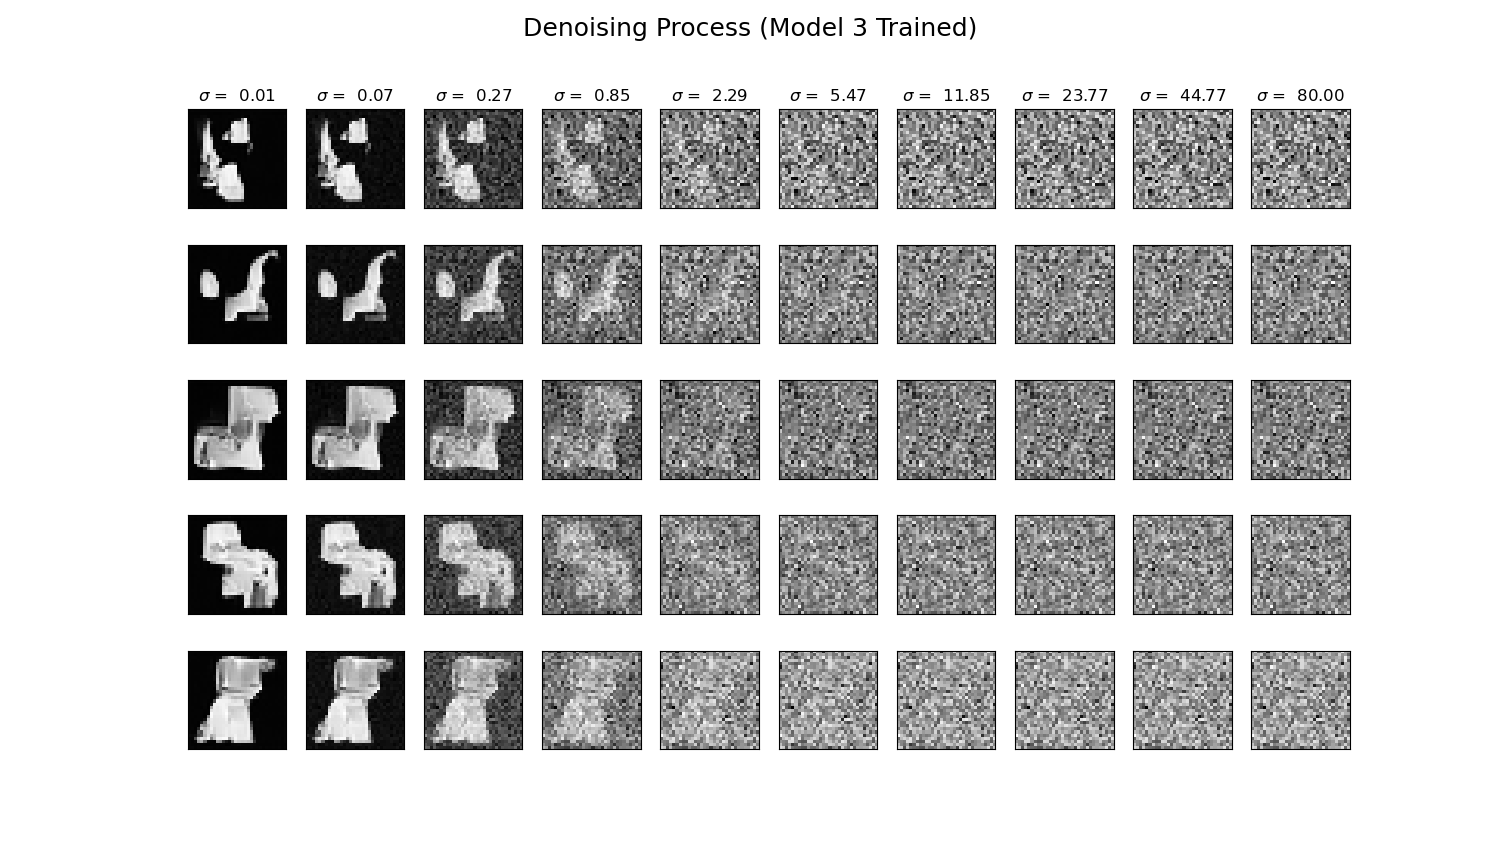 Denoising Process (Model 3 Trained)
σ = 0.01 σ = 0.07 σ = 0.27 σ = 0.85 σ = 2.29 σ = 5.47 σ = 11.85 σ = 23.77 σ = 44.77 σ = 80.00